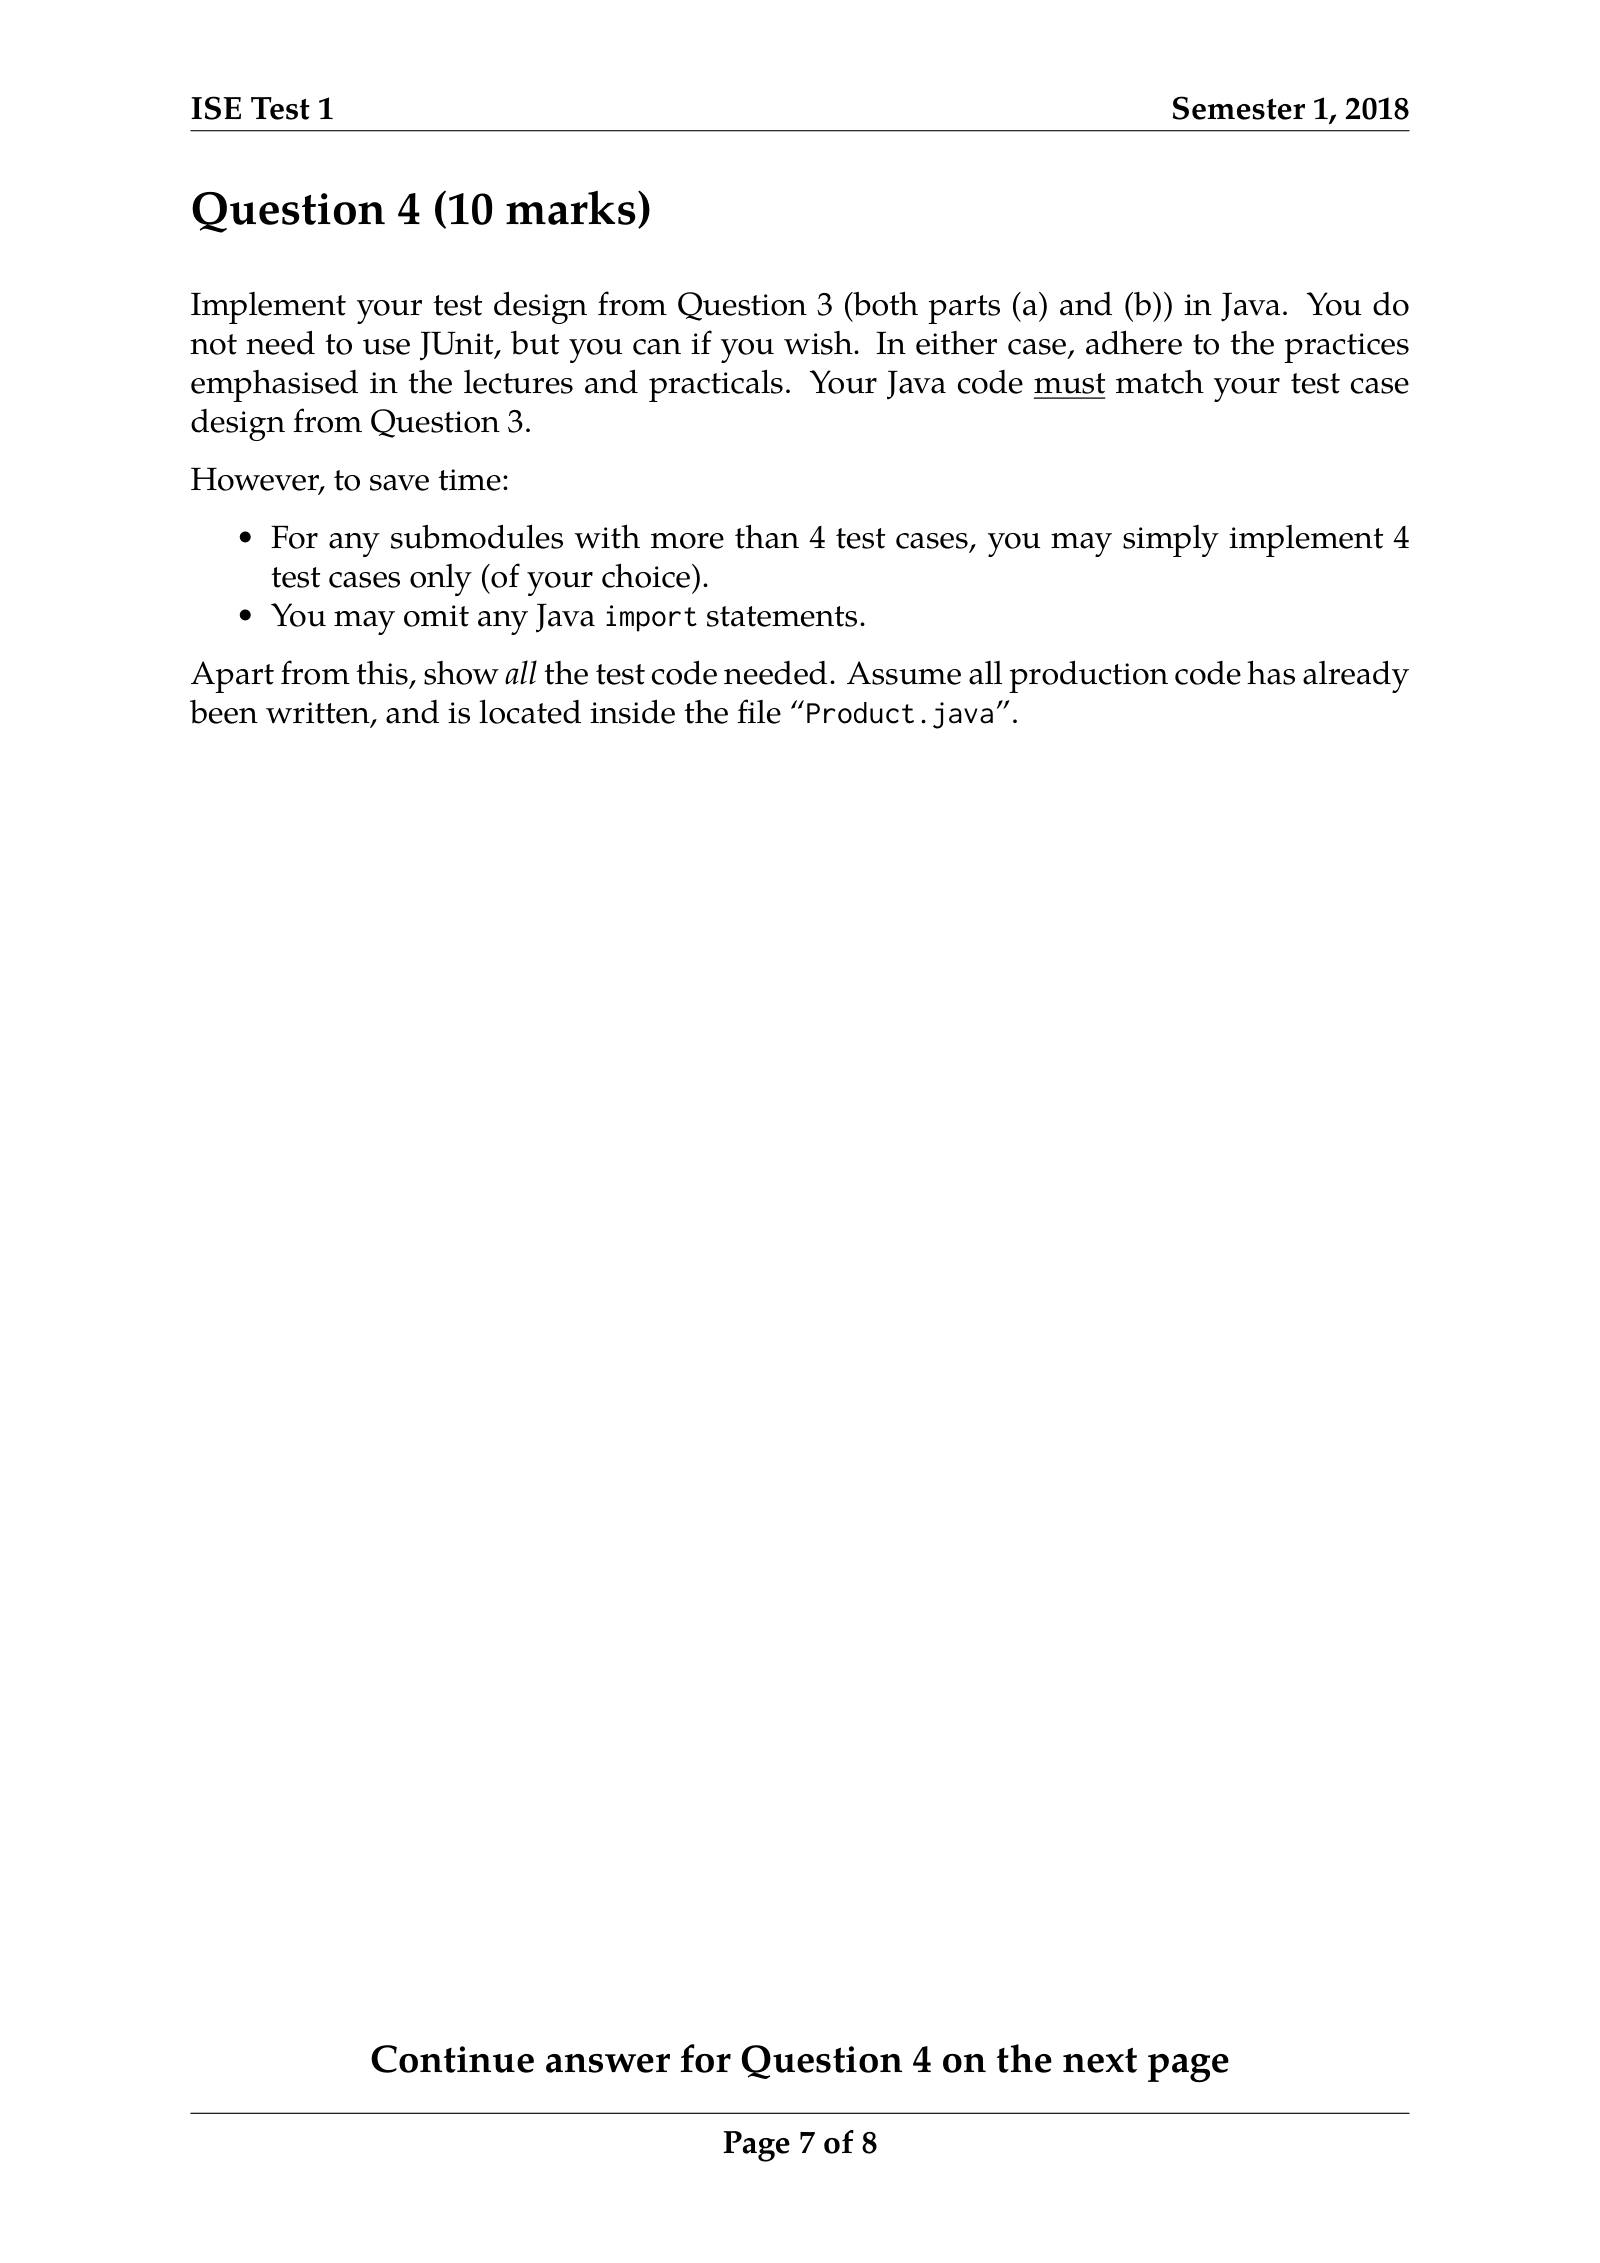 ISE Test 1 Semester 1, 2018
Question 4 (10 marks)
Implement your test design from Question 3 (both parts (a) and (b)) in Java. You do
not need to use JUnit, but you can if you wish. In either case, adhere to the practices
emphasised in the lectures and practicals. Your Java code must match your test case
design from Question 3.
However, to save time:
• For any submodules with more than 4 test cases, you may simply implement 4
test cases only (of your choice).
• You may omit any Java import statements.
Apart from this, show all the test code needed. Assume all production code has already
been written, and is located inside the file “Product.java”.
Continue answer for Question 4 on the next page
Page 7 of 8